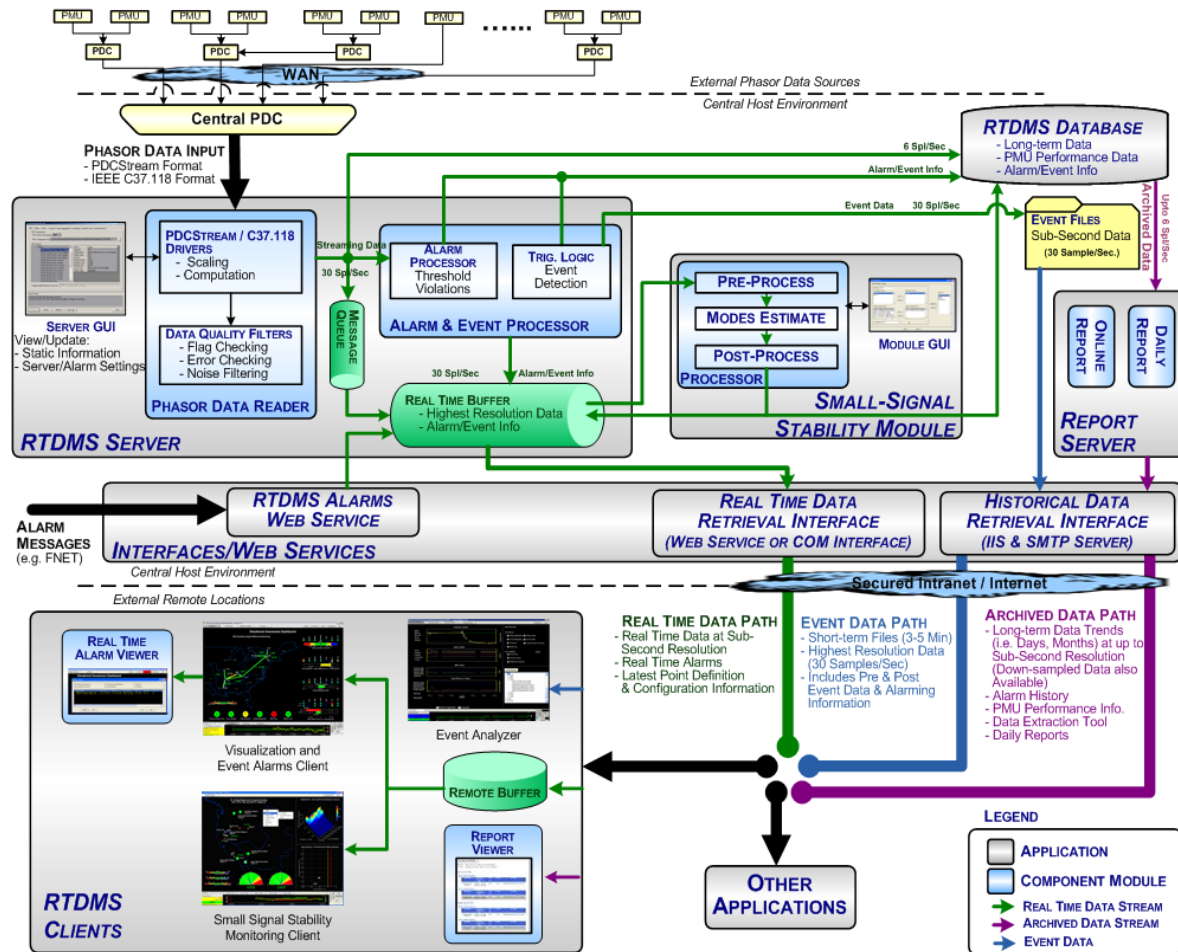 PMU PMU PMU PMU PMU PMU PMU PMU PMU
PDC PDC PDC PDC
WAN
External Phasor Data Sources
Central Host Environment
Central PDC
PHASOR DATA INPUT
- PDCStream Format
- IEEE C37.118 Format
RTDMS DATABASE
- Long-term Data
- PMU Performance Data
- Alarm/Event Info
6 Spl/Sec
Alarm/Event Info
Event Data 30 Spl/Sec
Upto 6 Spl/Sec
Archived Data
EVENT FILES
Sub-Second Data
(30 Sample/Sec.)
PDCSTREAM / C37.118
DRIVERS
- Scaling
- Computation
DATA QUALITY FILTERS
- Flag Checking
- Error Checking
- Noise Filtering
PHASOR DATA READER
SERVER GUI
View/Update:
- Static Information
- Server/Alarm Settings
RTDMS SERVER
Streaming Data
30 Spl/Sec
MESSAGE
QUEUE
ALARM
PROCESSOR
Threshold
Violations
TRIG. LOGIC
Event
Detection
ALARM & EVENT PROCESSOR
30 Spl/Sec
Alarm/Event Info
REAL TIME BUFFER
- Highest Resolution Data
- Alarm/Event Info
PRE-PROCESS
MODES ESTIMATE
POST-PROCESS
PROCESSOR
MODULE GUI
SMALL-SIGNAL
STABILITY MODULE
ONLINE
REPORT
DAILY
REPORT
REPORT
SERVER
ALARM
MESSAGES
(e.g. FNET)
RTDMS ALARMS
WEB SERVICE
INTERFACES/WEB SERVICES
REAL TIME DATA
RETRIEVAL INTERFACE
(WEB SERVICE OR COM INTERFACE)
HISTORICAL DATA
RETRIEVAL INTERFACE
(IIS & SMTP SERVER)
Central Host Environment
External Remote Locations
Secured Intranet / Internet
REAL TIME DATA PATH
- Real Time Data at Sub-
Second Resolution
- Real Time Alarms
- Latest Point Definition
& Configuration Information
EVENT DATA PATH
- Short-term Files (3-5 Min)
- Highest Resolution Data
(30 Samples/Sec)
- Includes Pre & Post
Event Data & Alarming
Information
ARCHIVED DATA PATH
- Long-term Data Trends
(i.e. Days, Months) at up to
Sub-Second Resolution
(Down-sampled Data also
Available)
- Alarm History
- PMU Performance Info.
- Data Extraction Tool
- Daily Reports
REAL TIME
ALARM VIEWER
Visualization and
Event Alarms Client
Event Analyzer
REMOTE BUFFER
REPORT
VIEWER
Small Signal Stability
Monitoring Client
RTDMS
CLIENTS
OTHER
APPLICATIONS
LEGEND
APPLICATION
COMPONENT MODULE
REAL TIME DATA STREAM
ARCHIVED DATA STREAM
EVENT DATA